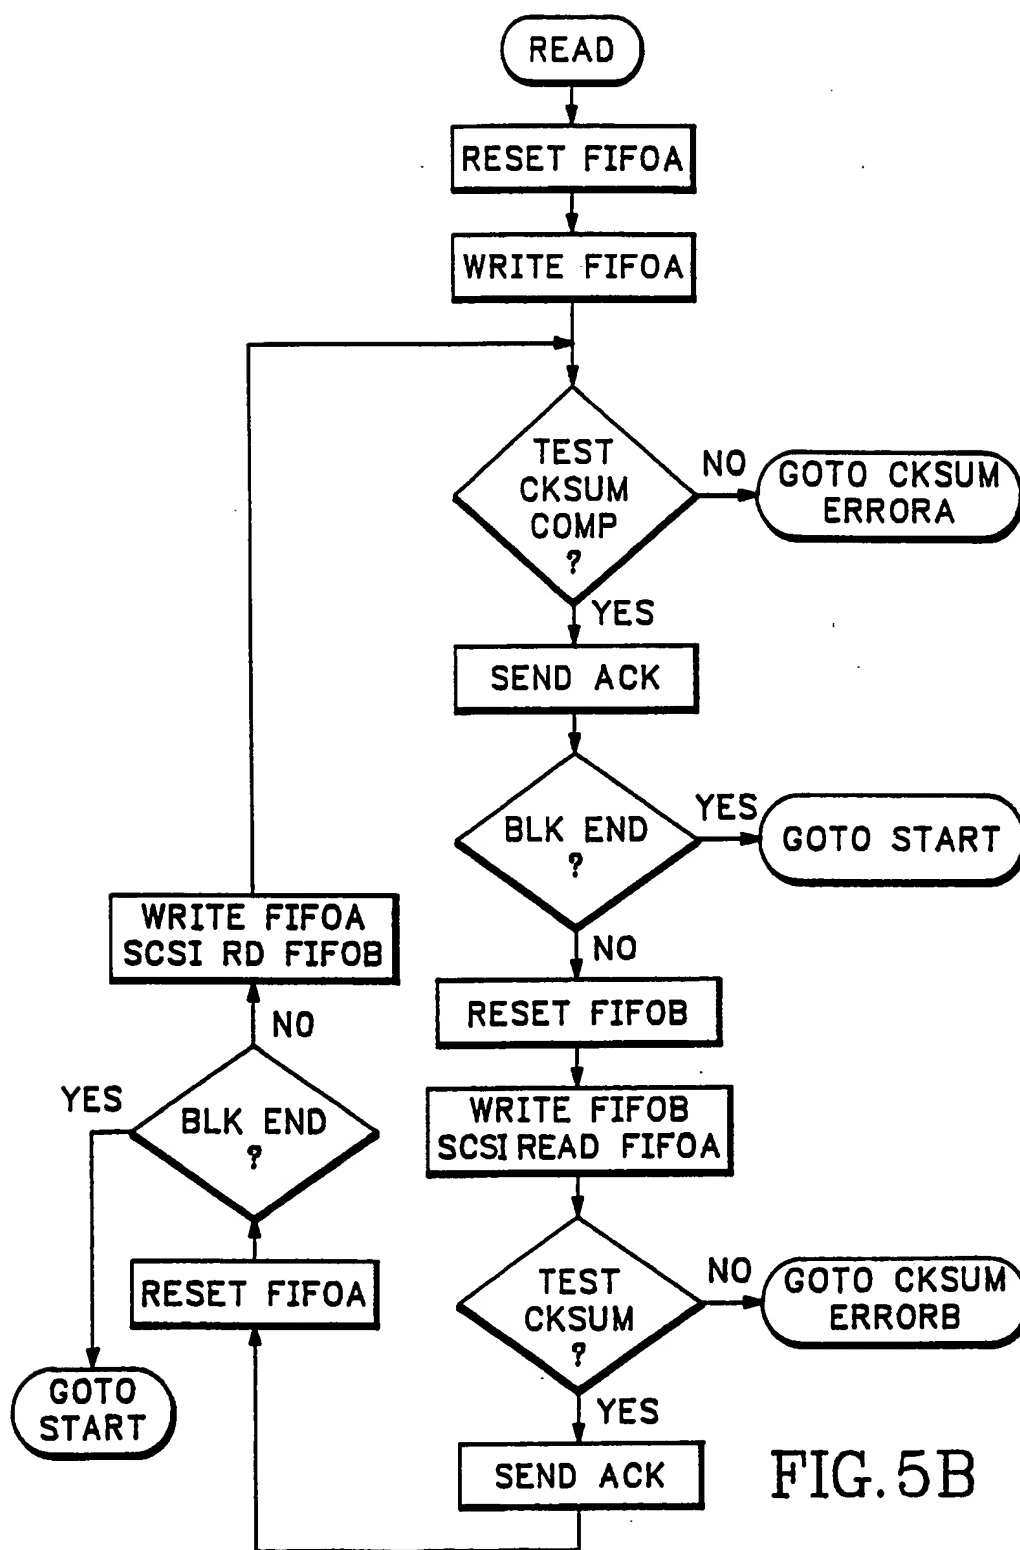 READ
RESET FIFOA
WRITE FIFOA
TEST
CKSUM
COMP
?
NO
GOTO CKSUM
ERRORA
YES
SEND ACK
BLK END
?
YES
GOTO START
NO
RESET FIFOB
WRITE FIFOB
SCSI READ FIFOA
TEST
CKSUM
?
NO
GOTO CKSUM
ERRORB
YES
SEND ACK
RESET FIFOA
BLK END
?
YES
GOTO
START
NO
WRITE FIFOA
SCSI RD FIFOB
FIG. 5B